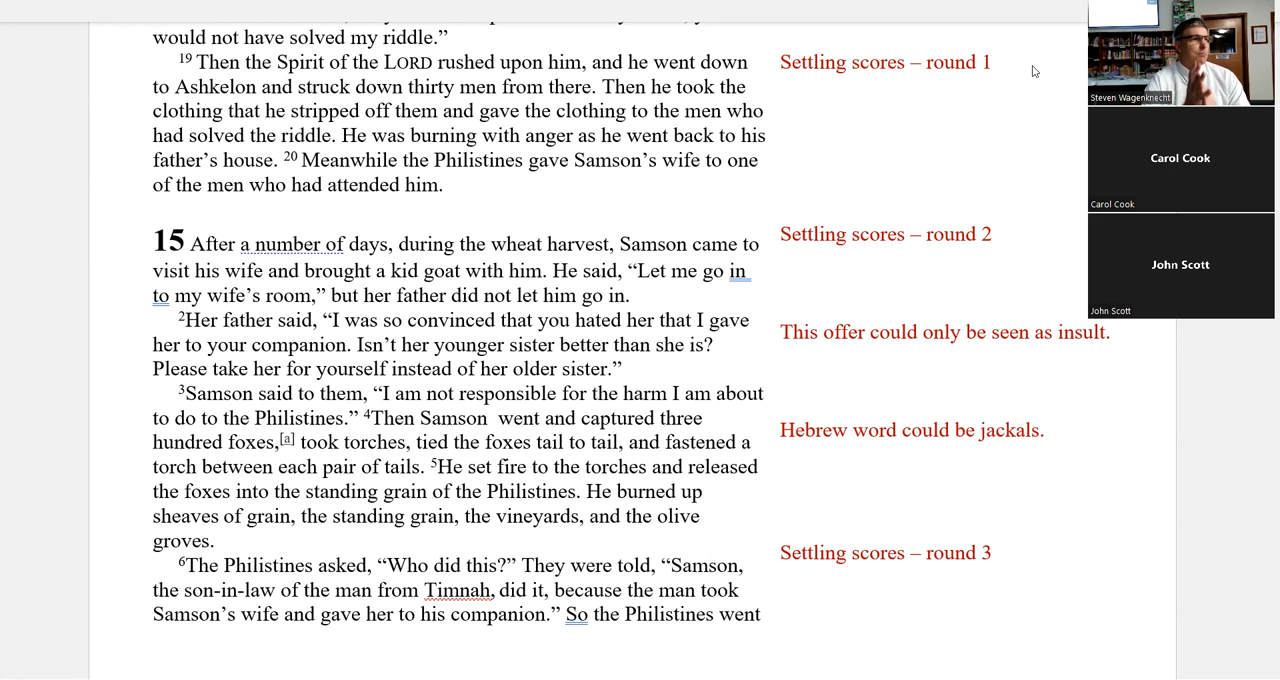 would not have solved my riddle.”
19 Then the Spirit of the LORD rushed upon him, and he went down
to Ashkelon and struck down thirty men from there. Then he took the
clothing that he stripped off them and gave the clothing to the men who
had solved the riddle. He was burning with anger as he went back to his
father’s house. 20 Meanwhile the Philistines gave Samson’s wife to one
of the men who had attended him.
15 After a number of days, during the wheat harvest, Samson came to
visit his wife and brought a kid goat with him. He said, “Let me go in
to my wife’s room,” but her father did not let him go in.
2Her father said, “I was so convinced that you hated her that I gave
her to your companion. Isn’t her younger sister better than she is?
Please take her for yourself instead of her older sister.”
3Samson said to them, “I am not responsible for the harm I am about
to do to the Philistines.” 4Then Samson went and captured three
hundred foxes,[a] took torches, tied the foxes tail to tail, and fastened a
torch between each pair of tails. 5He set fire to the torches and released
the foxes into the standing grain of the Philistines. He burned up
sheaves of grain, the standing grain, the vineyards, and the olive
groves.
6The Philistines asked, “Who did this?” They were told, “Samson,
the son-in-law of the man from Timnah, did it, because the man took
Samson’s wife and gave her to his companion.” So the Philistines went
Settling scores – round 1
Settling scores – round 2
This offer could only be seen as insult.
Hebrew word could be jackals.
Settling scores – round 3
Steven Wagenknecht
Carol Cook
Carol Cook
John Scott
John Scott